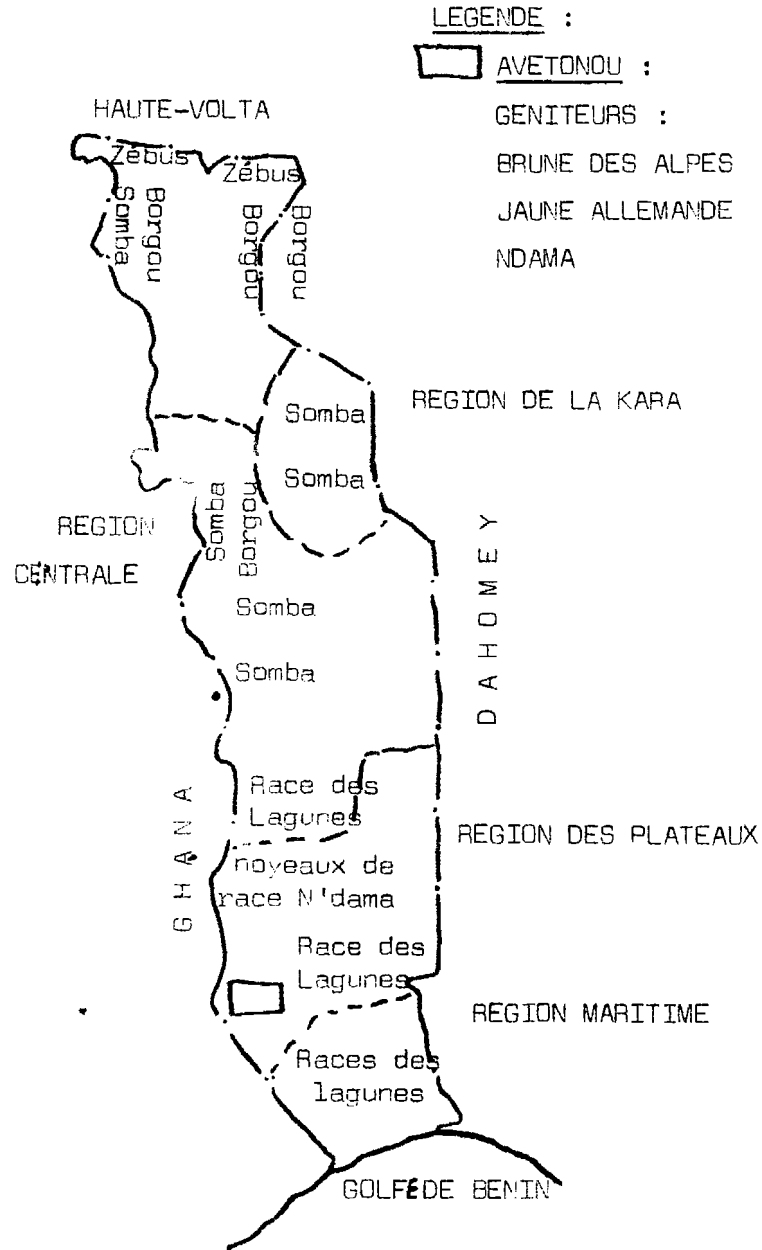 LEGENDE :
AVETONOU :
GENITEURS :
BRUNE DES ALPES
JAUNE ALLEMANDE
NDAMA
HAUTE-VOLTA
Zébus
Zébus
Borgou
Somba
Borgou
Borgou
Somba
Somba
REGION DE LA KARA
REGION
CENTRALE
Somba
Borgou
Somba
Somba
DAHOMEY
GHANA
Race des
Lagunes
noyeaux de
race N'dama
REGION DES PLATEAUX
Race des
Lagunes
REGION MARITIME
Races des
lagunes
GOLFE DE BENIN